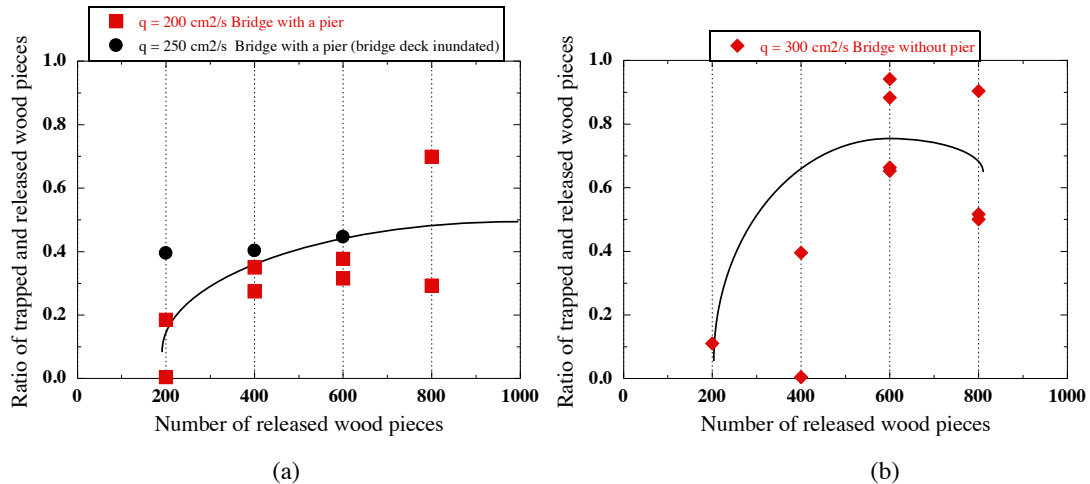 q = 200 cm2/s Bridge with a pier
q = 250 cm2/s  Bridge with a pier (bridge deck inundated)
Ratio of trapped and released wood pieces
1.0
0.8
0.6
0.4
0.2
0.0
0
200
400
600
800
1000
Number of released wood pieces
(a)
q = 300 cm2/s Bridge without pier
Ratio of trapped and released wood pieces
1.0
0.8
0.6
0.4
0.2
0.0
0
200
400
600
800
1000
Number of released wood pieces
(b)